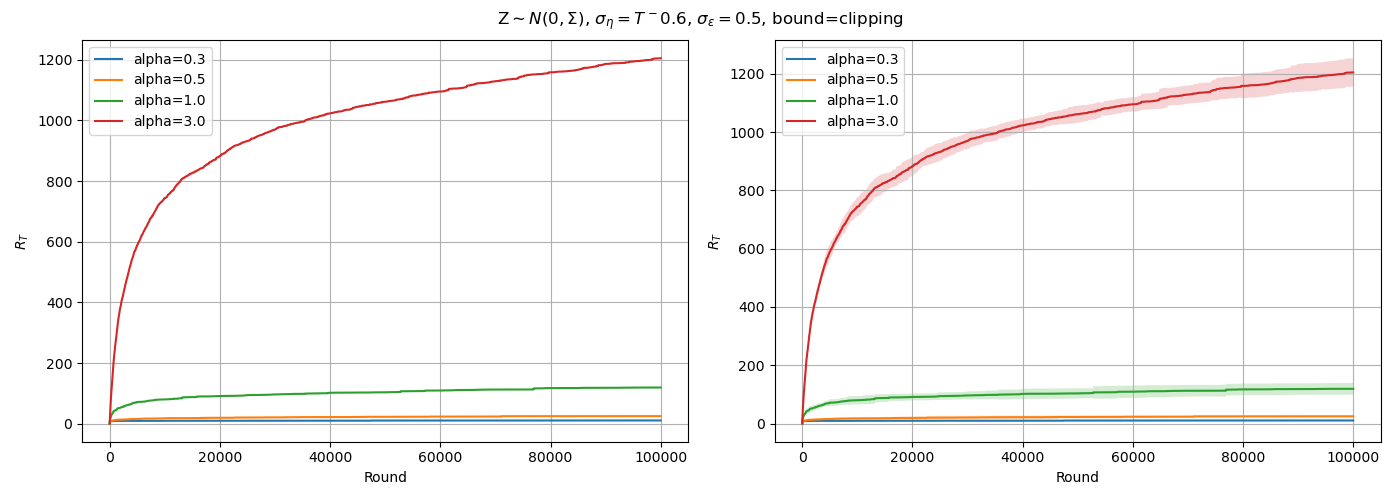 Z ~ N(0, Σ), σ_η = T⁻0.6, σ_ε = 0.5, bound=clipping
alpha=0.3
alpha=0.5
alpha=1.0
alpha=3.0
R_T
1200
1000
800
600
400
200
0
0 20000 40000 60000 80000 100000
Round
alpha=0.3
alpha=0.5
alpha=1.0
alpha=3.0
R_T
1200
1000
800
600
400
200
0
0 20000 40000 60000 80000 100000
Round